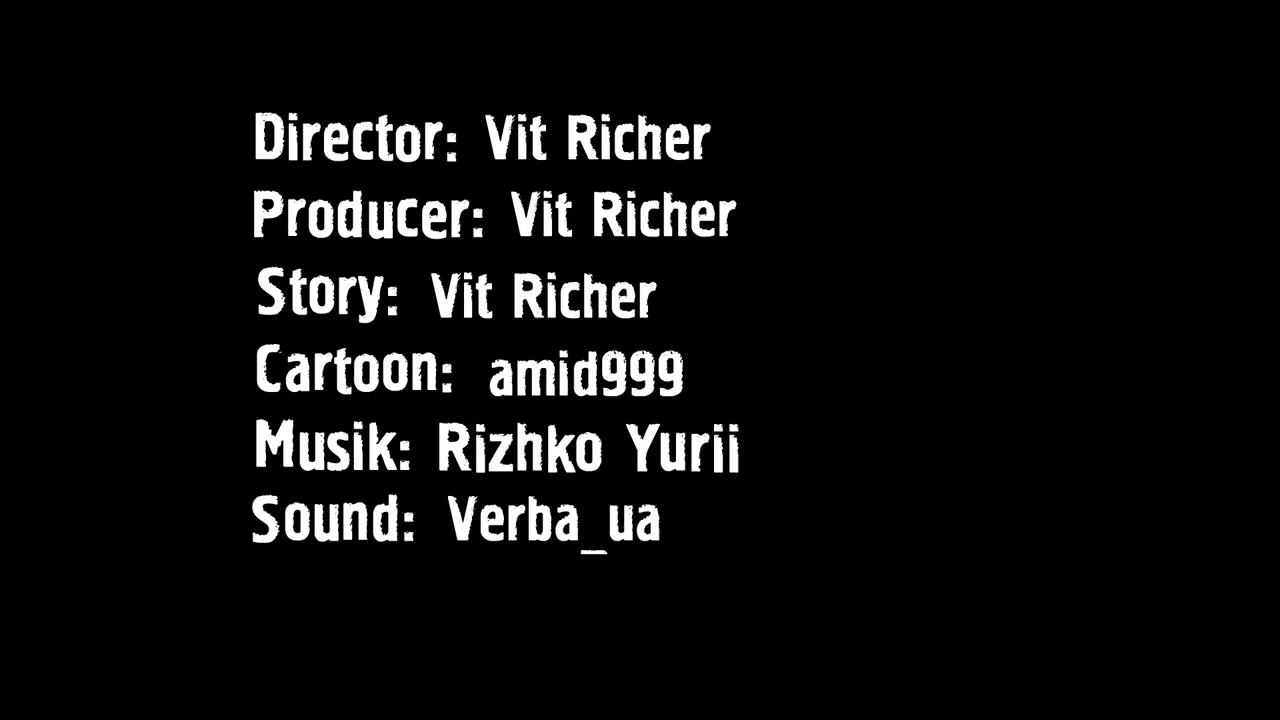 Director: Vit Richer
Producer: Vit Richer
Story: Vit Richer
Cartoon: amid999
Musik: Rizhko Yurii
Sound: Verba_ua